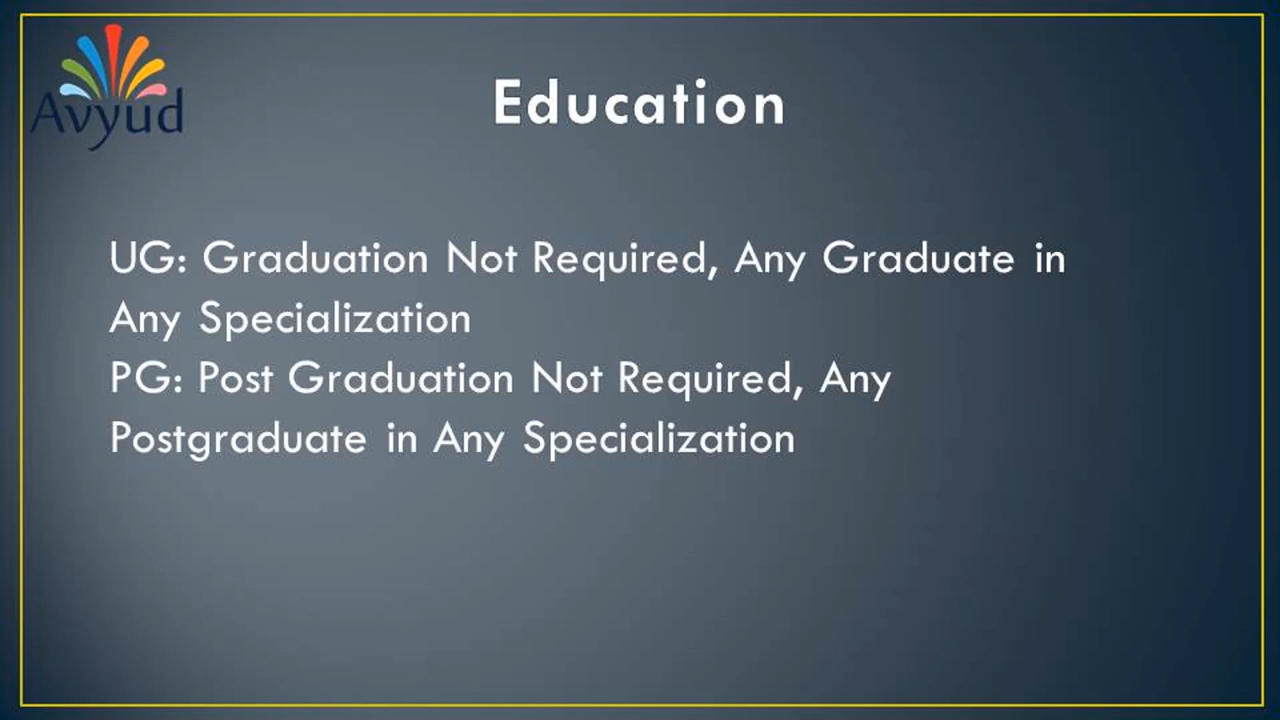 Avyud
Education
UG: Graduation Not Required, Any Graduate in
Any Specialization
PG: Post Graduation Not Required, Any
Postgraduate in Any Specialization